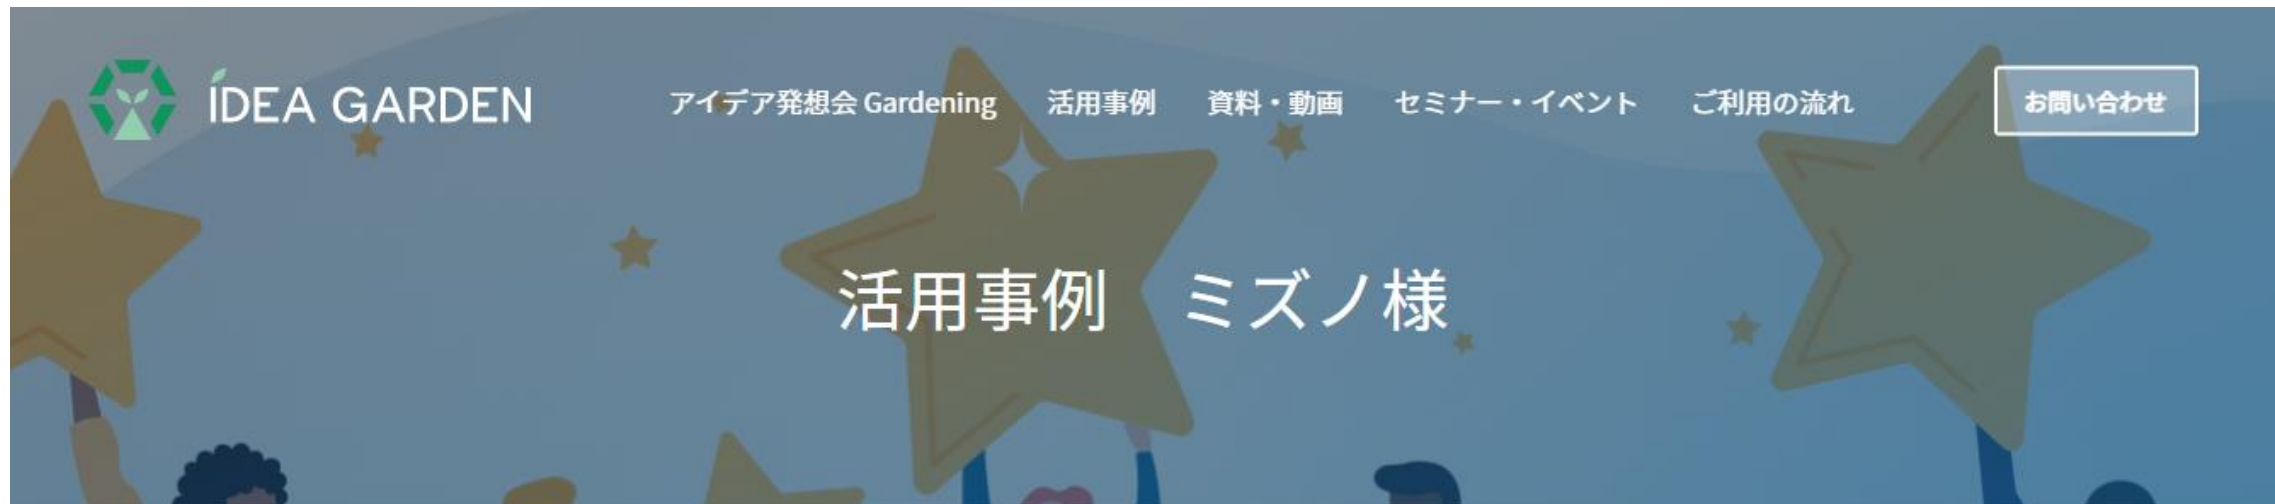 IDEA GARDEN
アイデア発想会 Gardening
活用事例
資料・動画
セミナー・イベント
ご利用の流れ
お問い合わせ
活用事例　ミズノ様